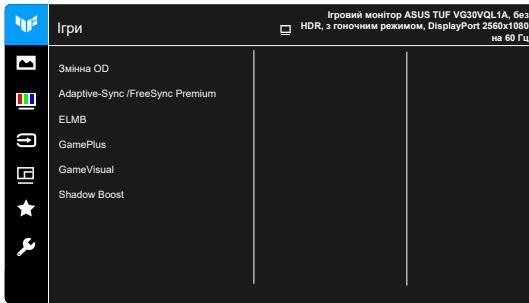 Ігри
Ігровий монітор ASUS TUF VG30VQL1A, без
HDR, з гоночним режимом, DisplayPort 2560x1080
на 60 Гц
Змінна OD
Adaptive-Sync /FreeSync Premium
ELMB
GamePlus
GameVisual
Shadow Boost